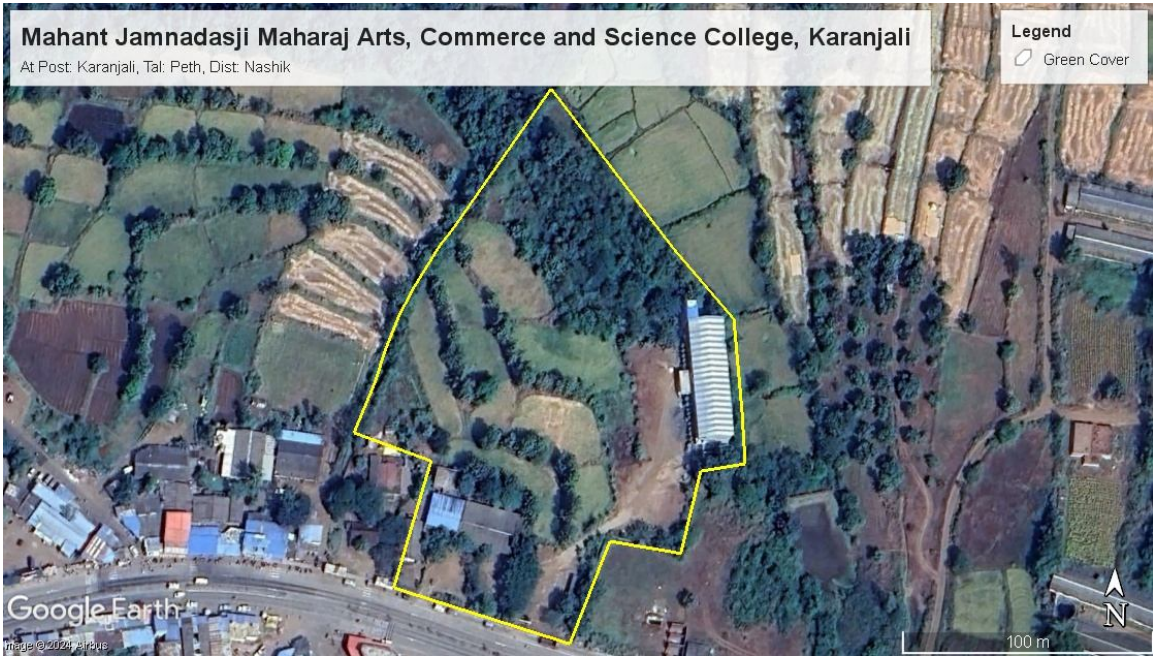 Mahant Jamnadasji Maharaj Arts, Commerce and Science College, Karanjali
At Post: Karanjali, Tal: Peth, Dist: Nashik
Legend
Green Cover
N
100 m
Google Earth
Image © 2024 Airbus